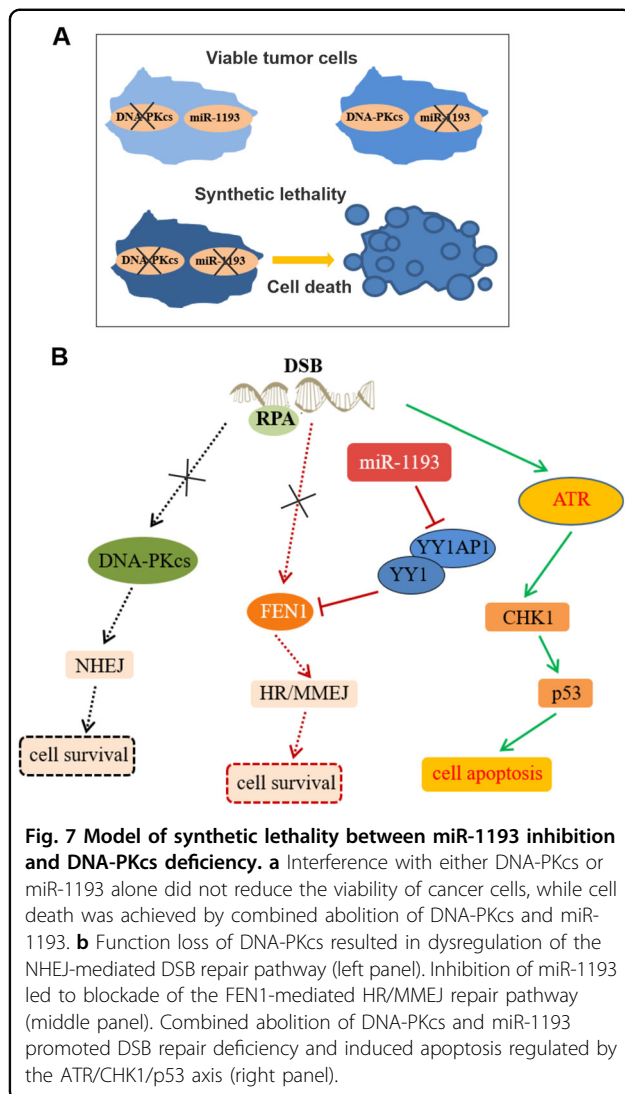 A
Viable tumor cells
DNA-PKcs miR-1193 DNA-PKcs miR-1193
Synthetic lethality
DNA-PKcs miR-1193
Cell death
B
DSB
RPA
miR-1193
ATR
YY1AP1
DNA-PKcs
YY1
FEN1
CHK1
NHEJ
HR/MMEJ
p53
cell survival
cell survival
cell apoptosis
Fig. 7 Model of synthetic lethality between miR-1193 inhibition
and DNA-PKcs deficiency. a Interference with either DNA-PKcs or
miR-1193 alone did not reduce the viability of cancer cells, while cell
death was achieved by combined abolition of DNA-PKcs and miR-
1193. b Function loss of DNA-PKcs resulted in dysregulation of the
NHEJ-mediated DSB repair pathway (left panel). Inhibition of miR-1193
led to blockade of the FEN1-mediated HR/MMEJ repair pathway
(middle panel). Combined abolition of DNA-PKcs and miR-1193
promoted DSB repair deficiency and induced apoptosis regulated by
the ATR/CHK1/p53 axis (right panel).